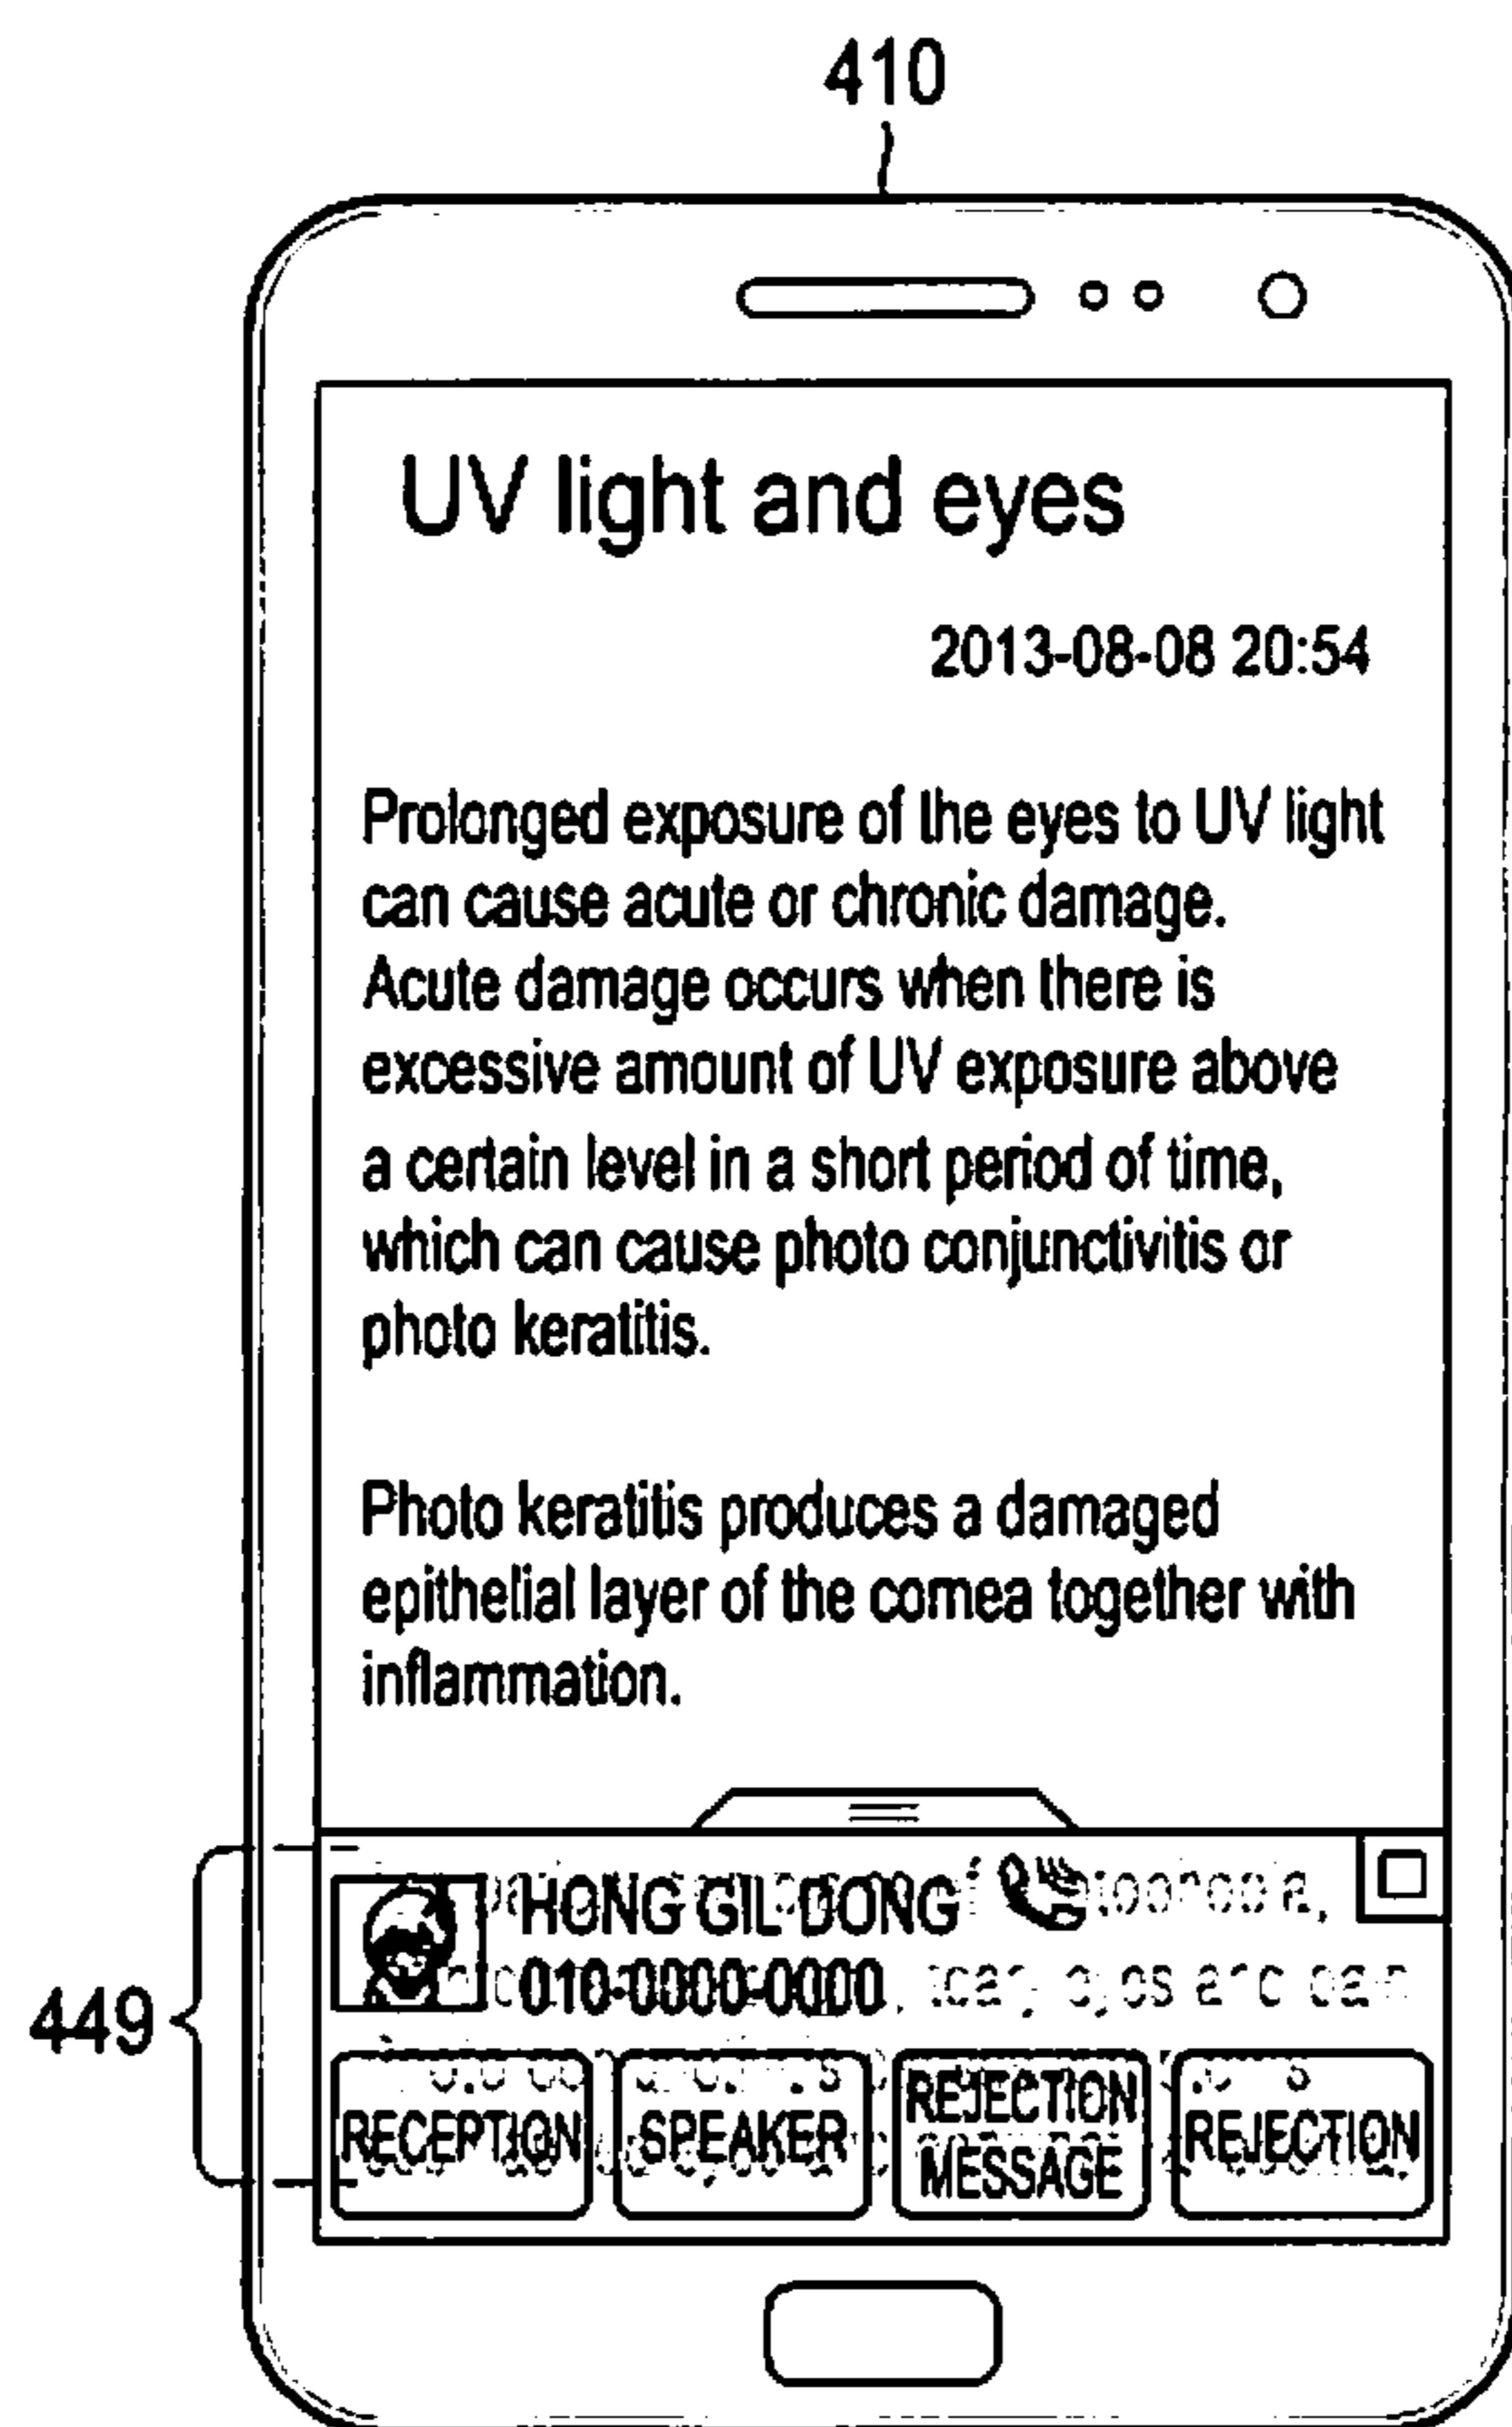 410
UV light and eyes
2013-08-08 20:54
Prolonged exposure of the eyes to UV light
can cause acute or chronic damage.
Acute damage occurs when there is
excessive amount of UV exposure above
a certain level in a short period of time,
which can cause photo conjunctivitis or
photo keratitis.
Photo keratitis produces a damaged
epithelial layer of the cornea together with
inflammation.
HONG GIL DONG
449
010-0000-0000
RECEPTION
SPEAKER
REJECTION
MESSAGE
REJECTION